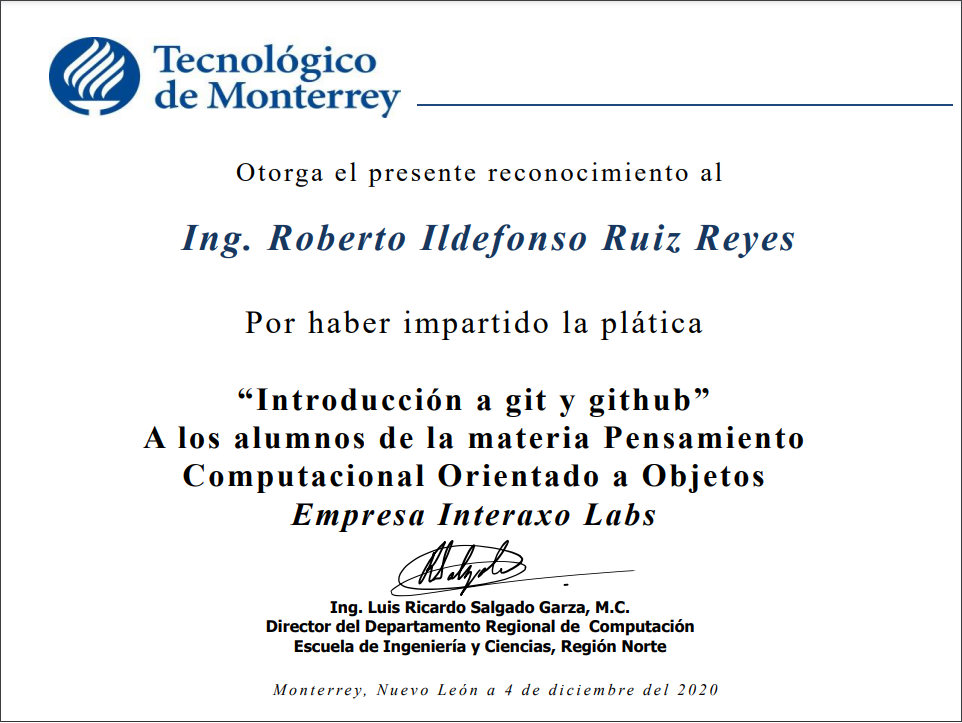 Tecnológico
de Monterrey
Otorga el presente reconocimiento al
Ing. Roberto Ildefonso Ruiz Reyes
Por haber impartido la plática
“Introducción a git y github”
A los alumnos de la materia Pensamiento
Computacional Orientado a Objetos
Empresa Interaxo Labs
Ing. Luis Ricardo Salgado Garza, M.C.
Director del Departamento Regional de  Computación
Escuela de Ingeniería y Ciencias, Región Norte
Monterrey, Nuevo León a 4 de diciembre del 2020